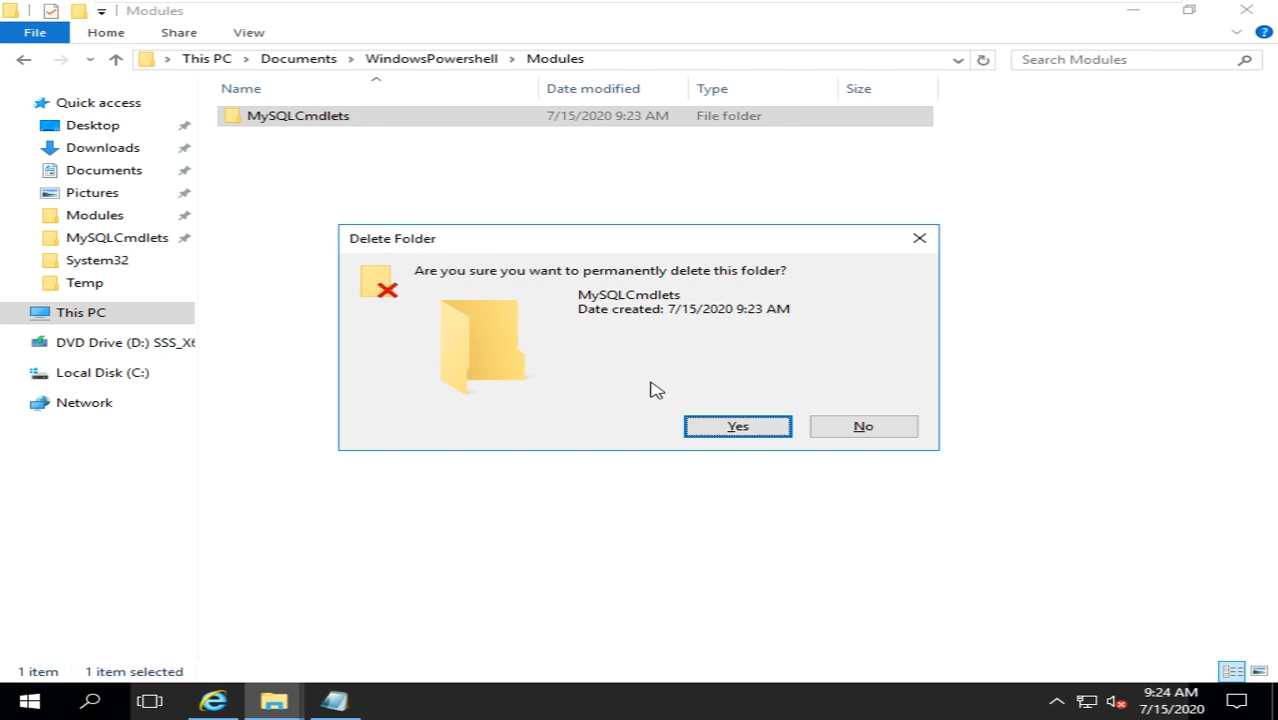 Modules
File Home Share View
This PC Documents WindowsPowershell Modules Search Modules
Name Date modified Type Size
MySQLCmdlets 7/15/2020 9:23 AM File folder
Quick access
Desktop
Downloads
Documents
Pictures
Modules
MySQLCmdlets
System32
Temp
This PC
DVD Drive (D:) SSS_X6
Local Disk (C:)
Network
Delete Folder
Are you sure you want to permanently delete this folder?
MySQLCmdlets
Date created: 7/15/2020 9:23 AM
Yes No
1 item 1 item selected
9:24 AM
7/15/2020